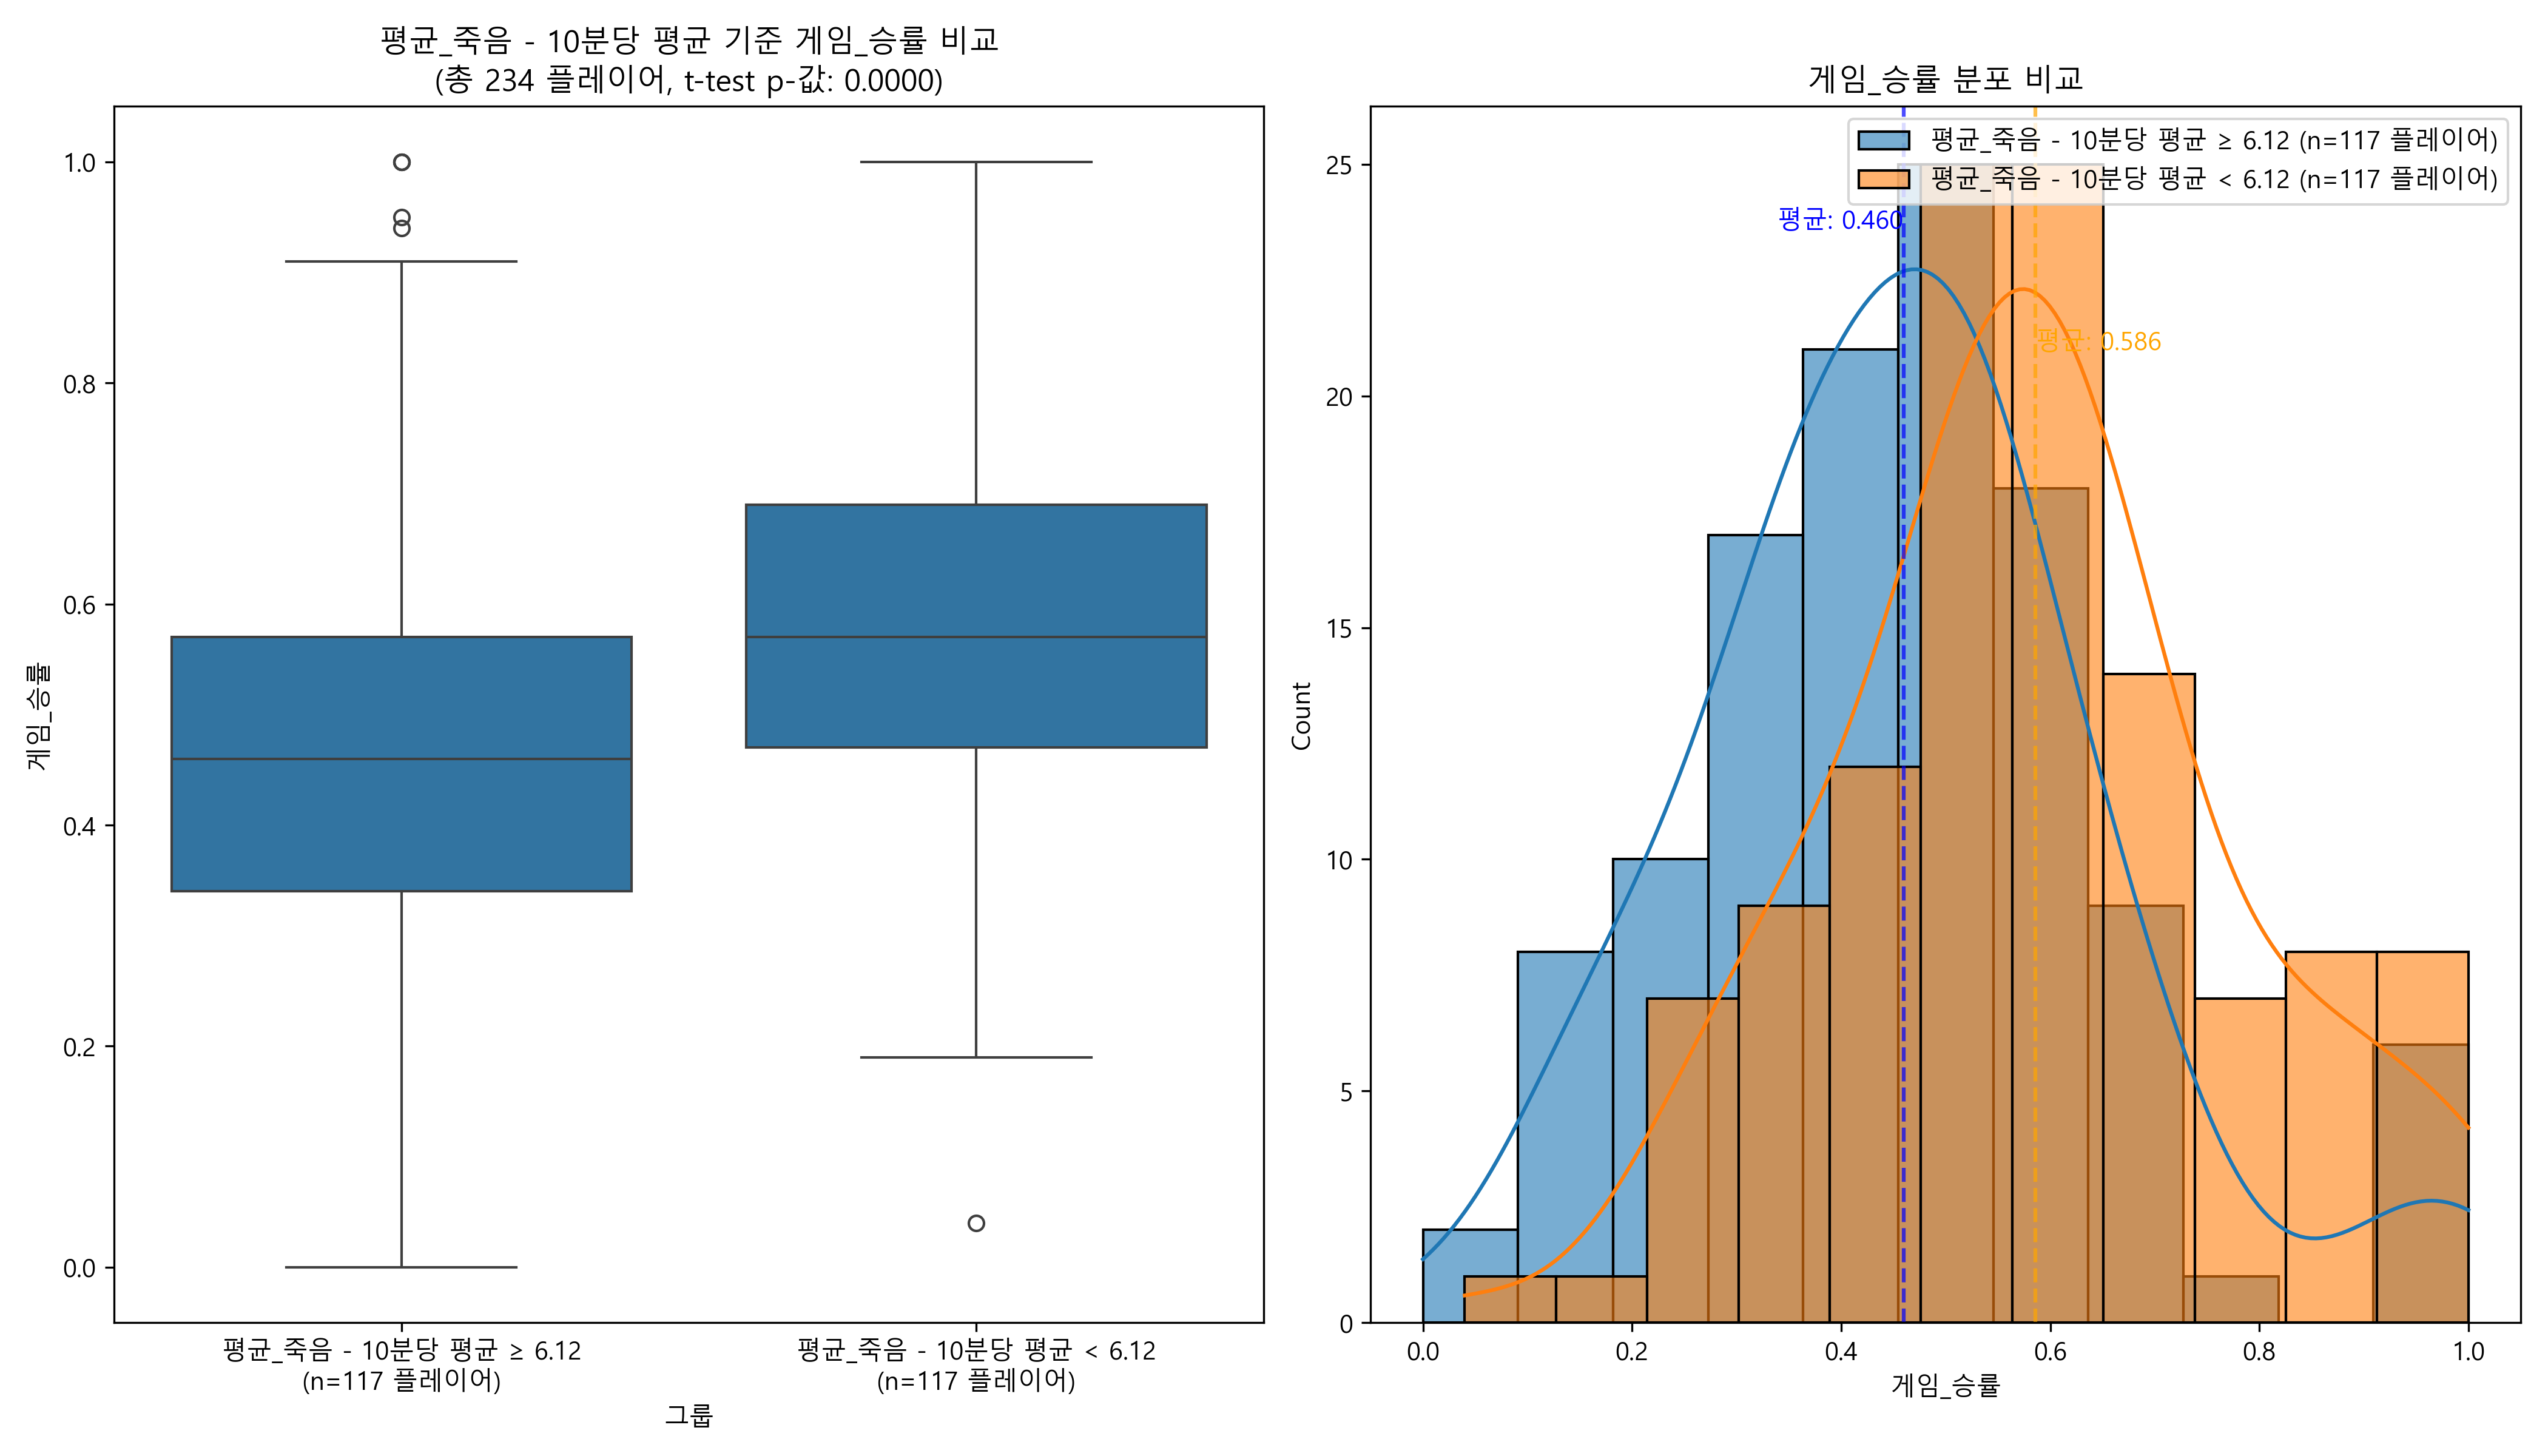 평균_죽음 - 10분당 평균 기준 게임_승률 비교
(총 234 플레이어, t-test p-값: 0.0000)
게임_승률
1.0
0.8
0.6
0.4
0.2
0.0
평균_죽음 - 10분당 평균 ≥ 6.12
(n=117 플레이어)
평균_죽음 - 10분당 평균 < 6.12
(n=117 플레이어)
그룹
게임_승률 분포 비교
평균_죽음 - 10분당 평균 ≥ 6.12 (n=117 플레이어)
평균_죽음 - 10분당 평균 < 6.12 (n=117 플레이어)
평균: 0.460
평균: 0.586
Count
25
20
15
10
5
0
0.0
0.2
0.4
0.6
0.8
1.0
게임_승률